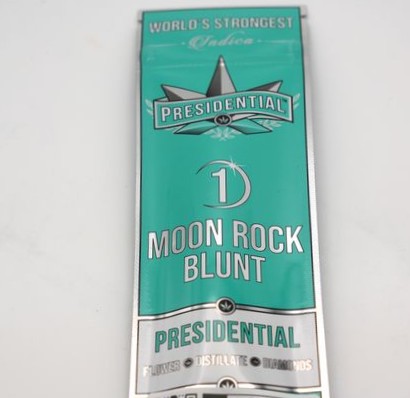 WORLD'S STRONGEST
Indica
PRESIDENTIAL
1
MOON ROCK
BLUNT
PRESIDENTIAL
FLOWER DISTILLATE DIAMONDS